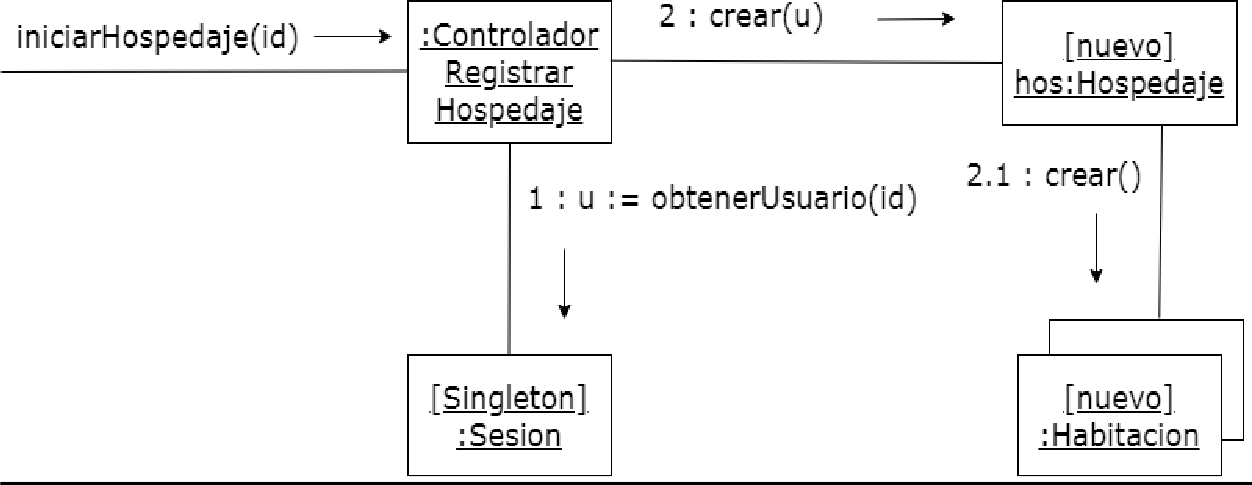 iniciarHospedaje(id)
:Controlador
Registrar
Hospedaje
2 : crear(u)
[nuevo]
hos:Hospedaje
1 : u := obtenerUsuario(id)
2.1 : crear()
[Singleton]
:Sesion
[nuevo]
:Habitacion